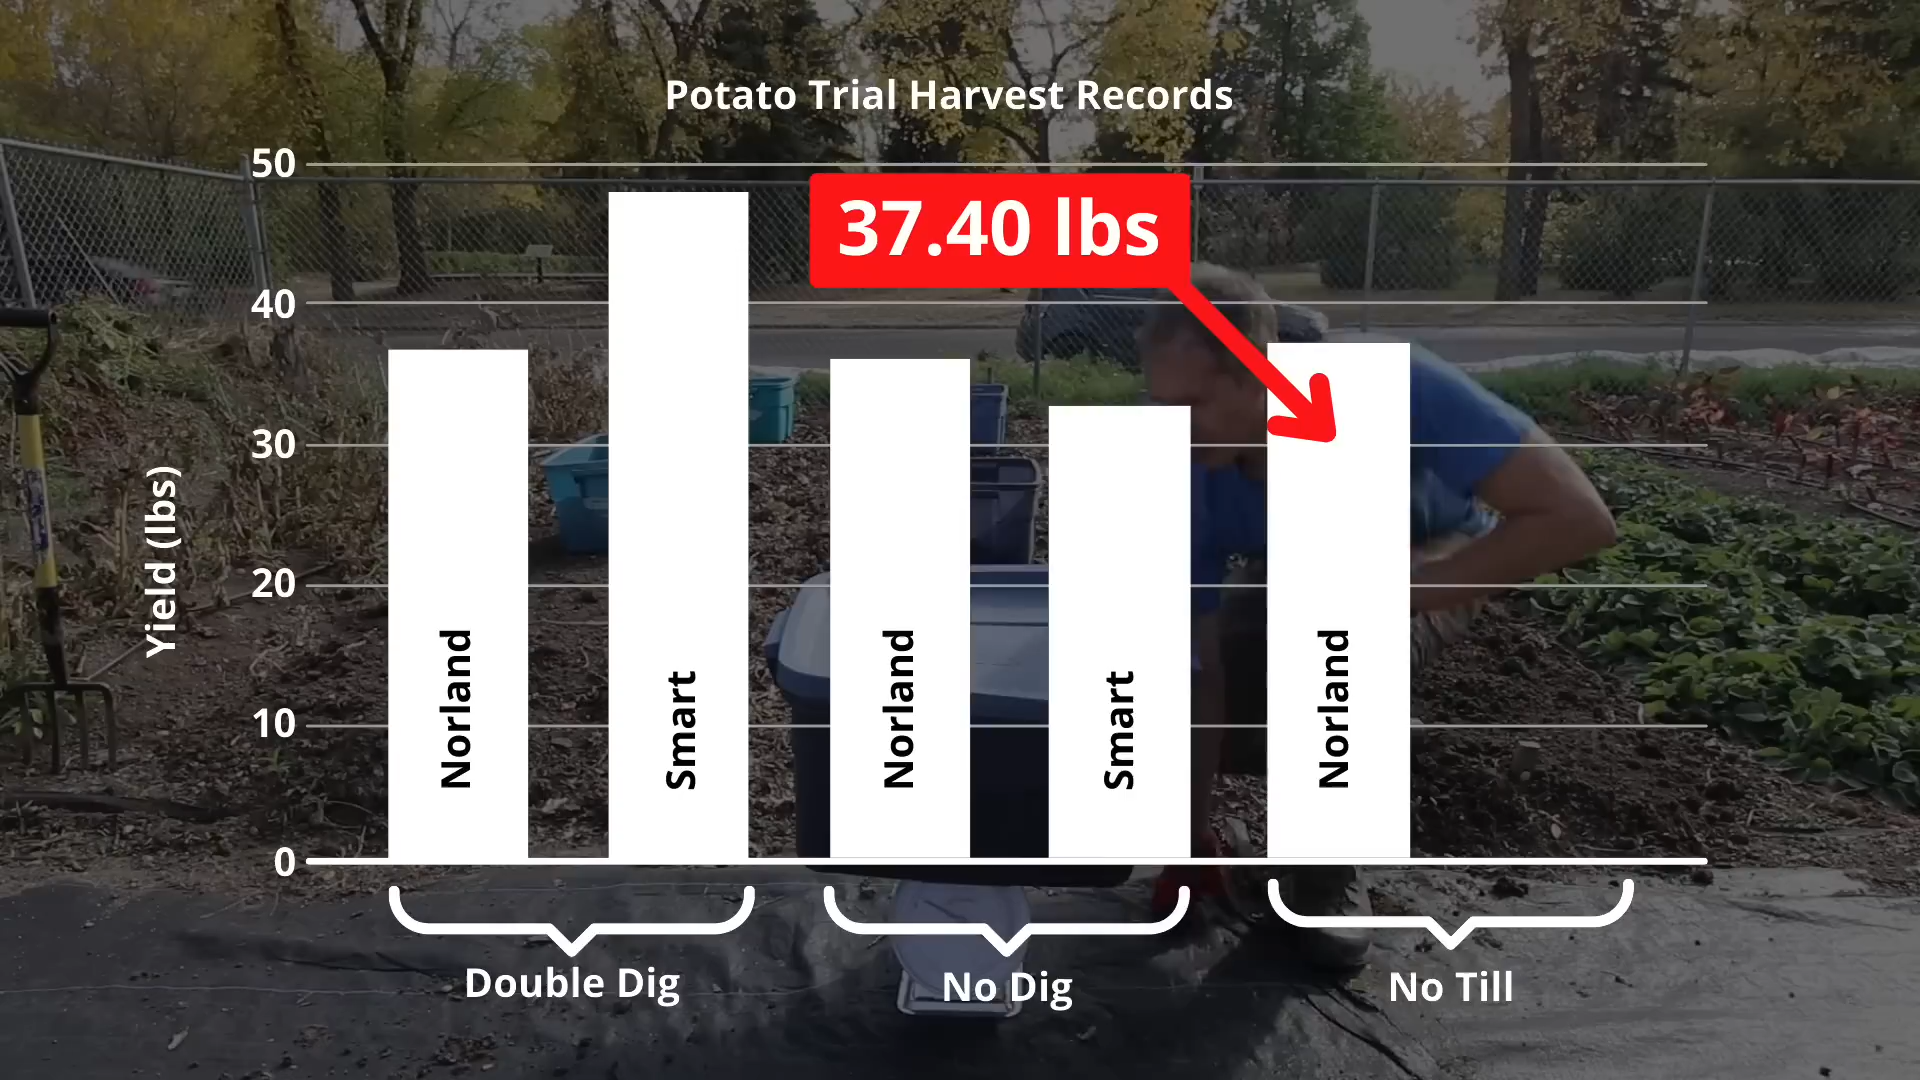 Potato Trial Harvest Records
50
37.40 lbs
40
30
20
10
0
Yield (lbs)
Norland
Smart
Norland
Smart
Norland
Double Dig
No Dig
No Till